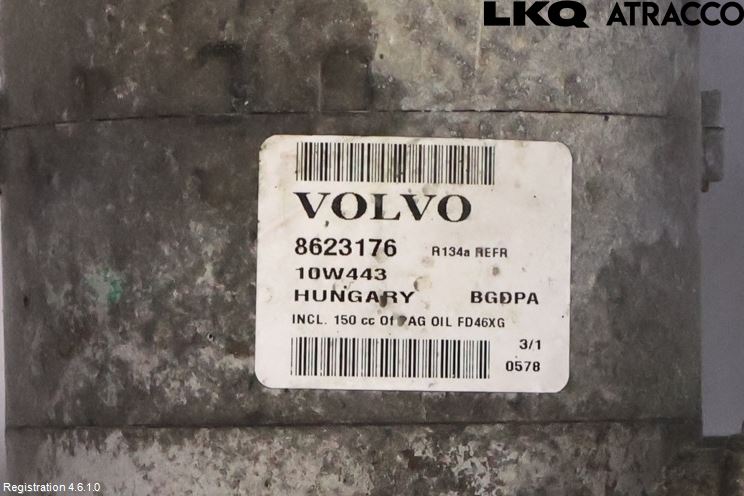 LKQ ATRACCO
VOLVO
8623176 R134a REFR
10W443
HUNGARY BGDPA
INCL. 150 cc Of PAG OIL FD46XG
3/1
0578
Registration 4.6.1.0